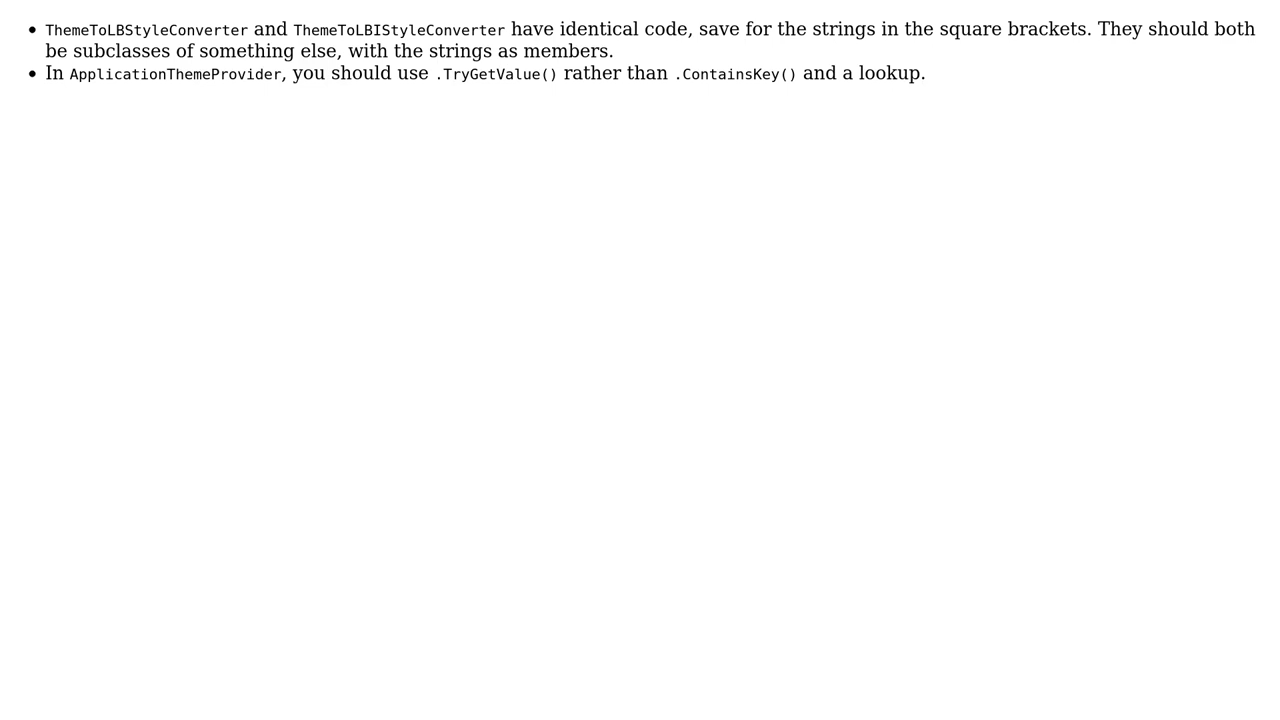 • ThemeToLBStyleConverter and ThemeToLBIStyleConverter have identical code, save for the strings in the square brackets. They should both
be subclasses of something else, with the strings as members.
• In ApplicationThemeProvider, you should use .TryGetValue() rather than .ContainsKey() and a lookup.